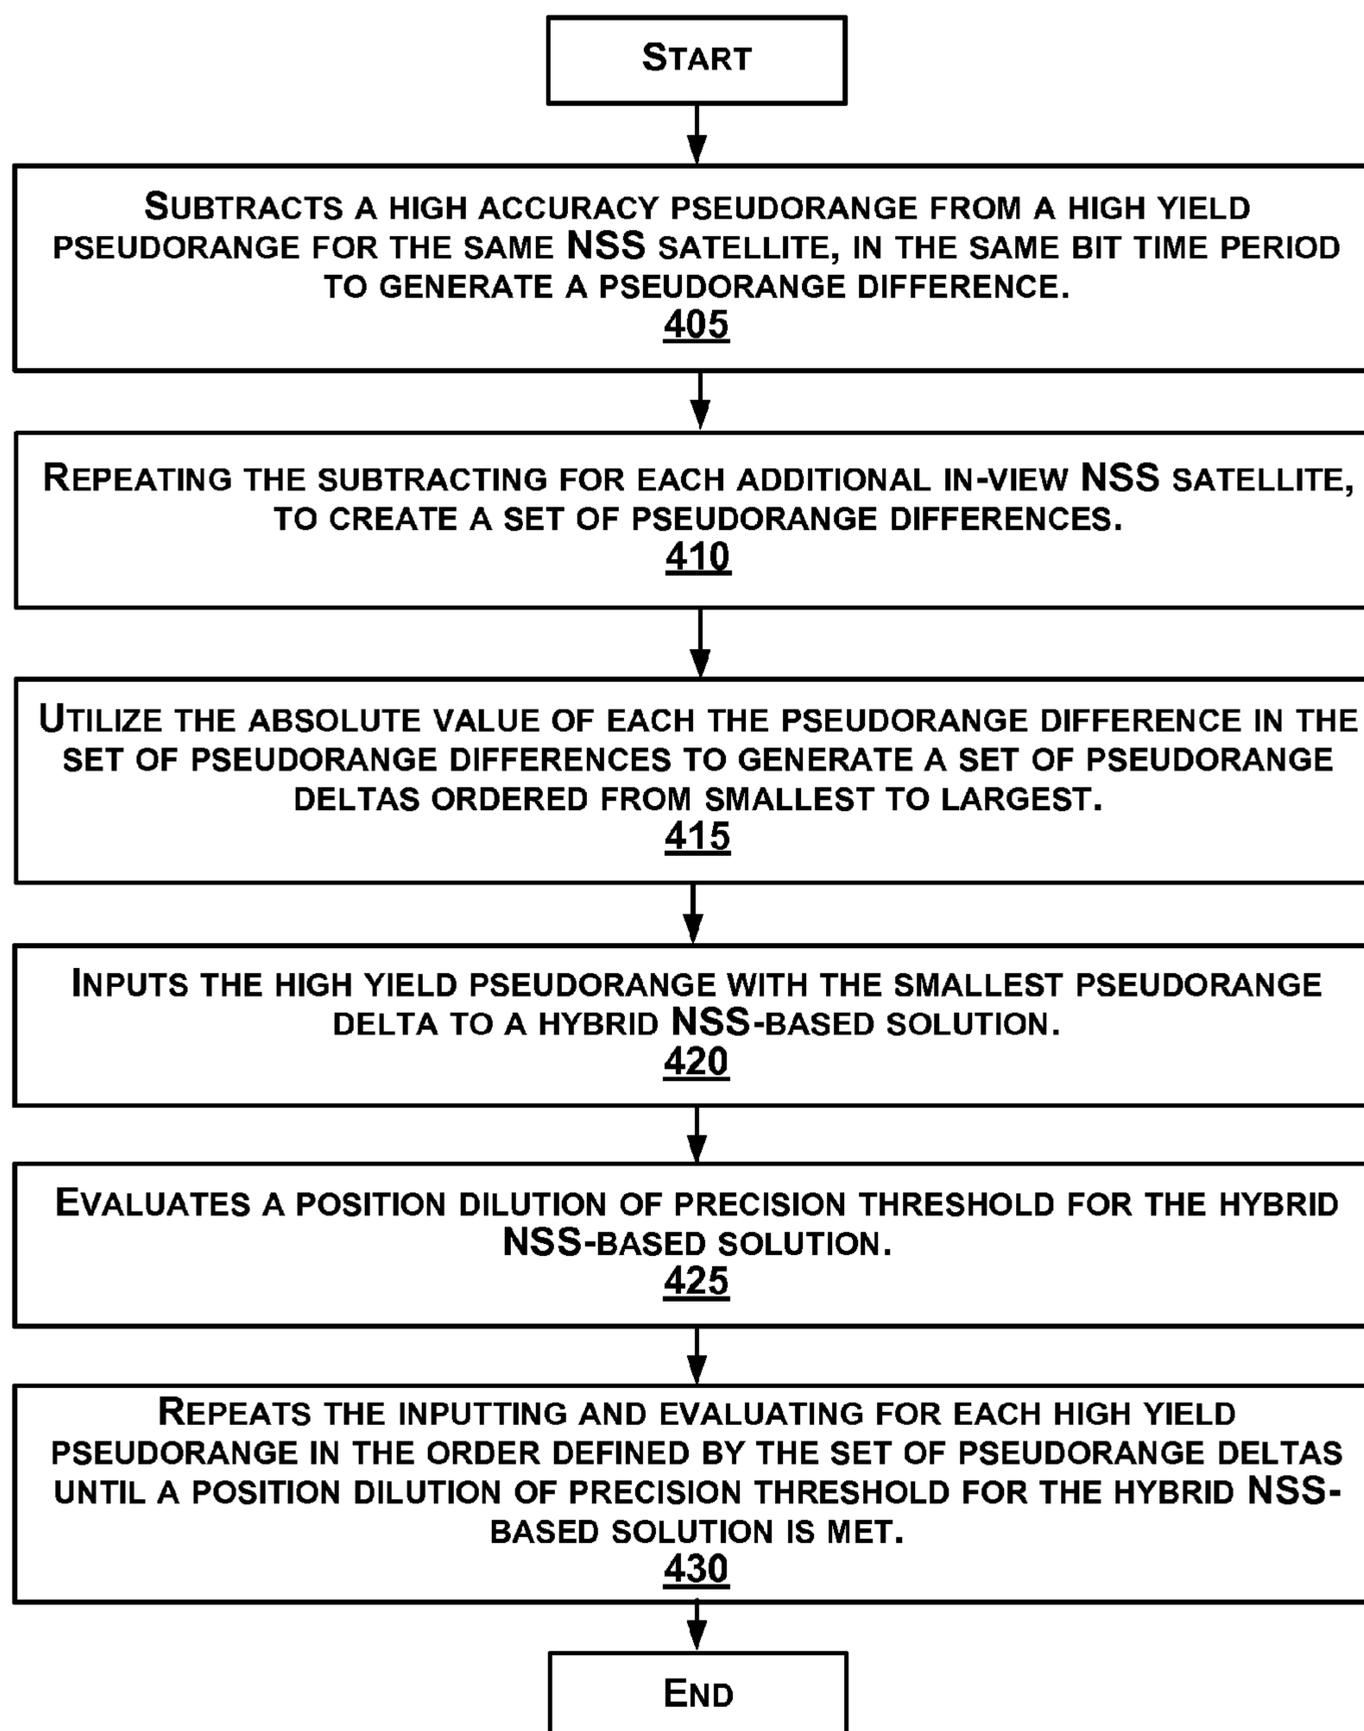 START
SUBTRACTS A HIGH ACCURACY PSEUDORANGE FROM A HIGH YIELD
PSEUDORANGE FOR THE SAME NSS SATELLITE, IN THE SAME BIT TIME PERIOD
TO GENERATE A PSEUDORANGE DIFFERENCE.
405
REPEATING THE SUBTRACTING FOR EACH ADDITIONAL IN-VIEW NSS SATELLITE,
TO CREATE A SET OF PSEUDORANGE DIFFERENCES.
410
UTILIZE THE ABSOLUTE VALUE OF EACH THE PSEUDORANGE DIFFERENCE IN THE
SET OF PSEUDORANGE DIFFERENCES TO GENERATE A SET OF PSEUDORANGE
DELTAS ORDERED FROM SMALLEST TO LARGEST.
415
INPUTS THE HIGH YIELD PSEUDORANGE WITH THE SMALLEST PSEUDORANGE
DELTA TO A HYBRID NSS-BASED SOLUTION.
420
EVALUATES A POSITION DILUTION OF PRECISION THRESHOLD FOR THE HYBRID
NSS-BASED SOLUTION.
425
REPEATS THE INPUTTING AND EVALUATING FOR EACH HIGH YIELD
PSEUDORANGE IN THE ORDER DEFINED BY THE SET OF PSEUDORANGE DELTAS
UNTIL A POSITION DILUTION OF PRECISION THRESHOLD FOR THE HYBRID NSS-
BASED SOLUTION IS MET.
430
END